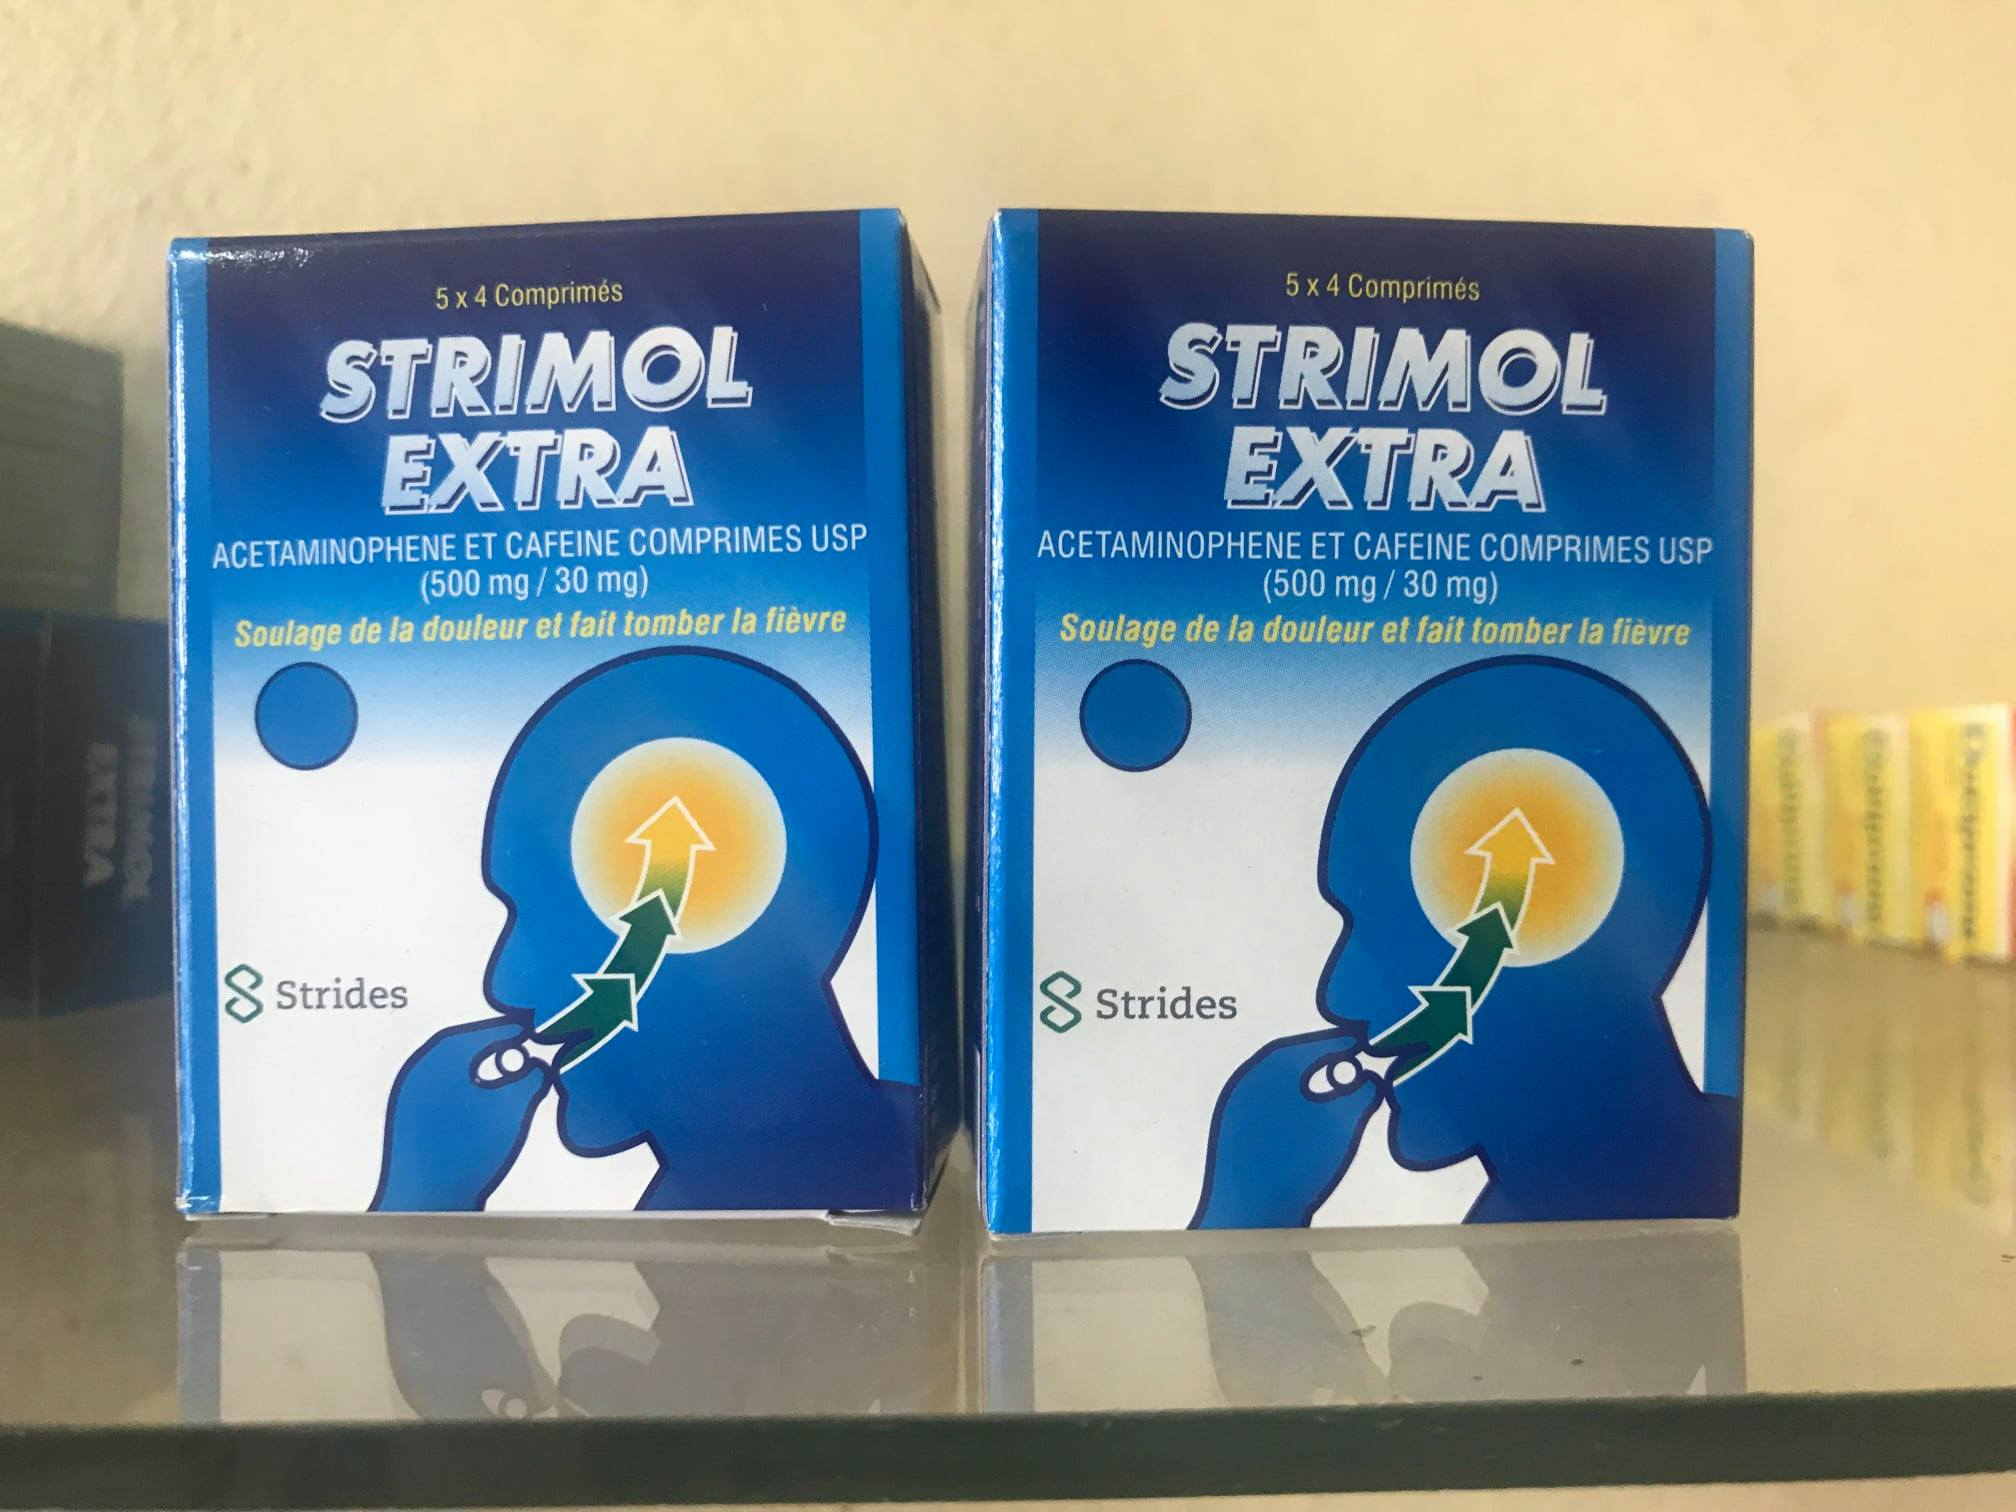 5 x 4 Comprimés
STRIMOL
EXTRA
ACETAMINOPHENE ET CAFEINE COMPRIMES USP
(500 mg / 30 mg)
Soulage de la douleur et fait tomber la fièvre
Strides
5 x 4 Comprimés
STRIMOL
EXTRA
ACETAMINOPHENE ET CAFEINE COMPRIMES USP
(500 mg / 30 mg)
Soulage de la douleur et fait tomber la fièvre
Strides
STRIMOL
EXTRA